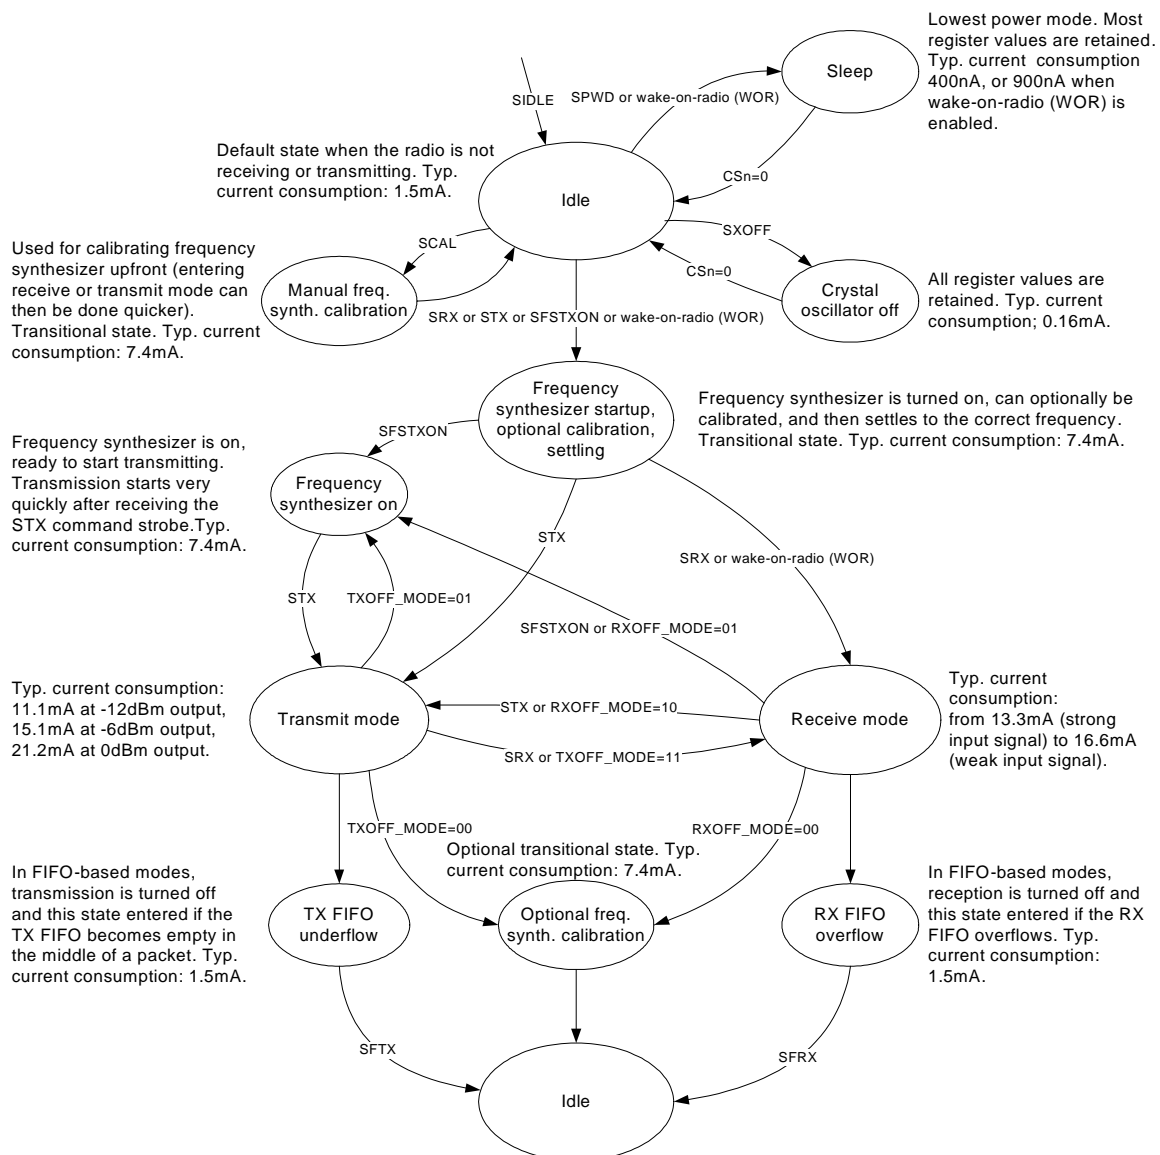 Lowest power mode. Most
register values are retained.
Typ. current consumption
400nA, or 900nA when
wake-on-radio (WOR) is
enabled.
Sleep
SIDLE
SPWD or wake-on-radio (WOR)
Default state when the radio is not
receiving or transmitting. Typ.
current consumption: 1.5mA.
CSn=0
Idle
Used for calibrating frequency
synthesizer upfront (entering
receive or transmit mode can
then be done quicker).
Transitional state. Typ. current
consumption: 7.4mA.
SCAL
Manual freq.
synth. calibration
SXOFF
CSn=0
Crystal
oscillator off
All register values are
retained. Typ. current
consumption; 0.16mA.
SRX or STX or SFSTXON or wake-on-radio (WOR)
Frequency
synthesizer startup,
optional calibration,
settling
Frequency synthesizer is turned on, can optionally be
calibrated, and then settles to the correct frequency.
Transitional state. Typ. current consumption: 7.4mA.
SFSTXON
Frequency synthesizer is on,
ready to start transmitting.
Transmission starts very
quickly after receiving the
STX command strobe.Typ.
current consumption: 7.4mA.
Frequency
synthesizer on
STX
SRX or wake-on-radio (WOR)
STX
TXOFF_MODE=01
SFSTXON or RXOFF_MODE=01
Typ. current consumption:
11.1mA at -12dBm output,
15.1mA at -6dBm output,
21.2mA at 0dBm output.
Transmit mode
STX or RXOFF_MODE=10
SRX or TXOFF_MODE=11
Receive mode
Typ. current
consumption:
from 13.3mA (strong
input signal) to 16.6mA
(weak input signal).
TXOFF_MODE=00
RXOFF_MODE=00
Optional transitional state. Typ.
current consumption: 7.4mA.
In FIFO-based modes,
transmission is turned off
and this state entered if the
TX FIFO becomes empty in
the middle of a packet. Typ.
current consumption: 1.5mA.
TX FIFO
underflow
Optional freq.
synth. calibration
RX FIFO
overflow
In FIFO-based modes,
reception is turned off and
this state entered if the RX
FIFO overflows. Typ.
current consumption:
1.5mA.
SFTX
SFRX
Idle